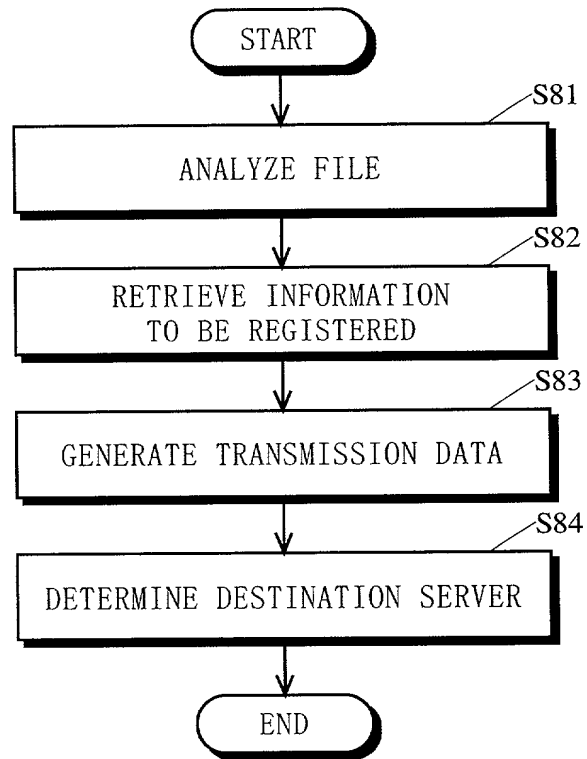 START
S81
ANALYZE FILE
S82
RETRIEVE INFORMATION
TO BE REGISTERED
S83
GENERATE TRANSMISSION DATA
S84
DETERMINE DESTINATION SERVER
END